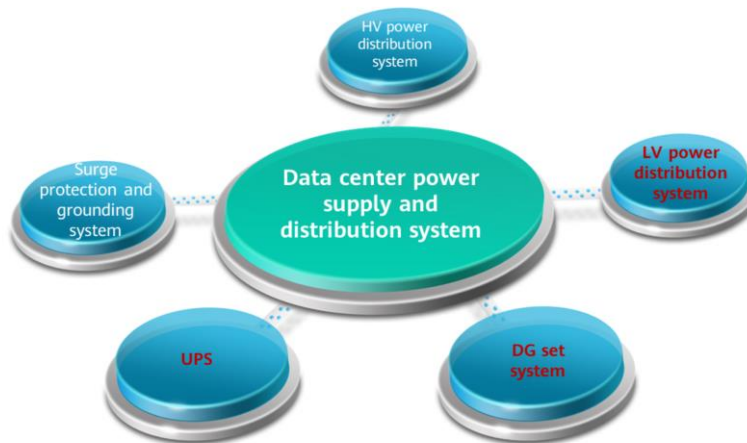 HV power
distribution
system
Surge
protection and
grounding
system
Data center power
supply and
distribution system
LV power
distribution
system
UPS
DG set
system